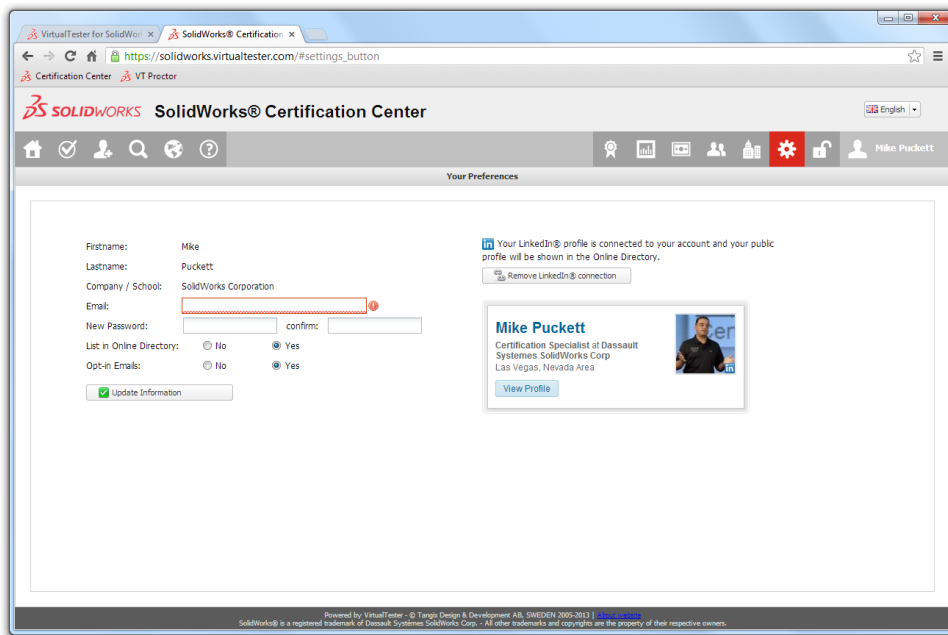 VirtualTester for SolidWor
SolidWorks® Certification
https://solidworks.virtualtester.com/#settings_button
Certification Center VT Proctor
SOLIDWORKS SolidWorks® Certification Center English
Mike Puckett
Your Preferences
Firstname: Mike
Lastname: Puckett
Company / School: SolidWorks Corporation
Email:
New Password: confirm:
List in Online Directory: No Yes
Opt-in Emails: No Yes
Update Information
Your LinkedIn® profile is connected to your account and your public
profile will be shown in the Online Directory.
Remove LinkedIn® connection
Mike Puckett
Certification Specialist at Dassault
Systemes SolidWorks Corp
Las Vegas, Nevada Area
View Profile
in
Powered by VirtualTester - © Tangix Design & Development AB, SWEDEN 2005-2013 | About website
SolidWorks® is a registered trademark of Dassault Systèmes SolidWorks Corp. - All other trademarks and copyrights are the property of their respective owners.